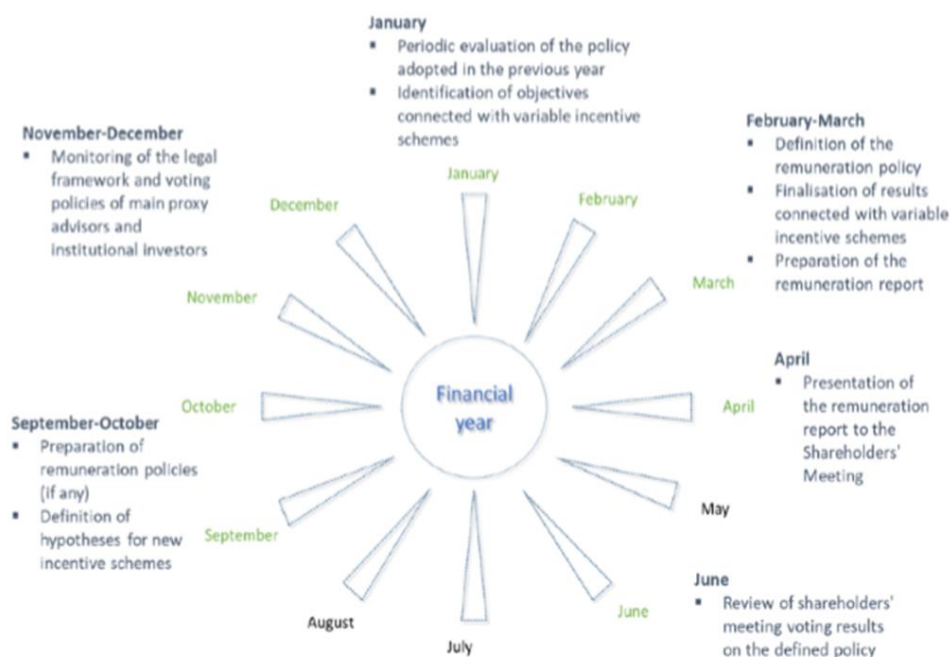 January
▪ Periodic evaluation of the policy
adopted in the previous year
▪ Identification of objectives
connected with variable incentive
schemes
November-December
▪ Monitoring of the legal
framework and voting
policies of main proxy
advisors and
institutional investors
February-March
▪ Definition of the
remuneration policy
▪ Finalisation of results
connected with variable
incentive schemes
▪ Preparation of the
remuneration report
January
February
December
March
November
April
▪ Presentation of
the remuneration
report to the
Shareholders'
Meeting
Financial
year
October
April
September-October
▪ Preparation of
remuneration policies
(if any)
▪ Definition of
hypotheses for new
incentive schemes
May
September
June
▪ Review of shareholders'
meeting voting results
on the defined policy
June
August
July